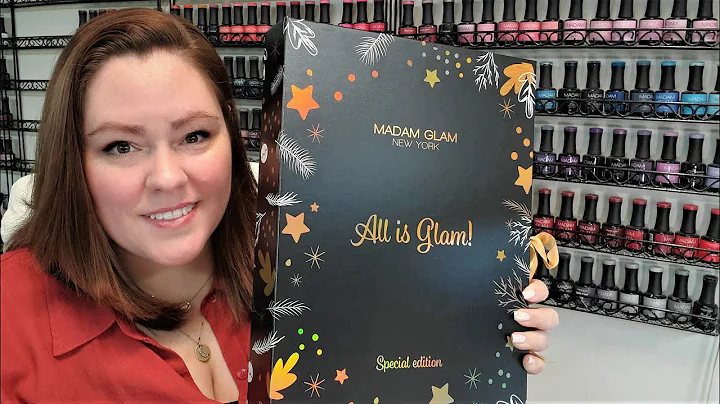 MADAM GLAM
NEW YORK
All is Glam!
Special edition